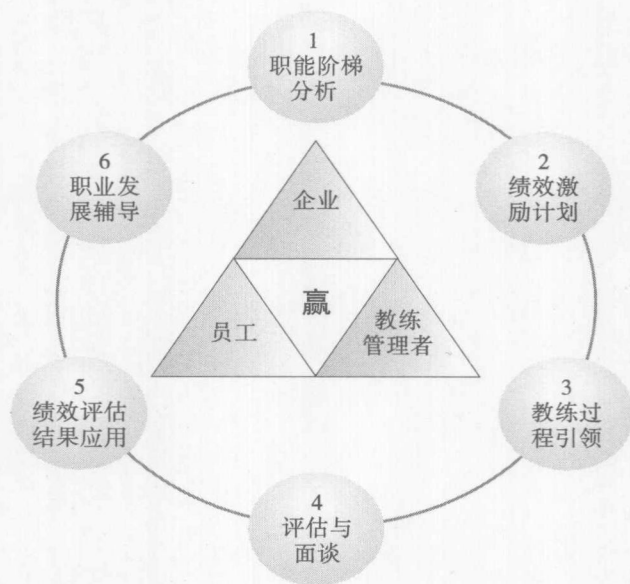 1
职能阶梯
分析
2
绩效激
励计划
3
教练过
程引领
4
评估与
面谈
5
绩效评估
结果应用
6
职业发
展辅导
企业
赢
员工
教练
管理者